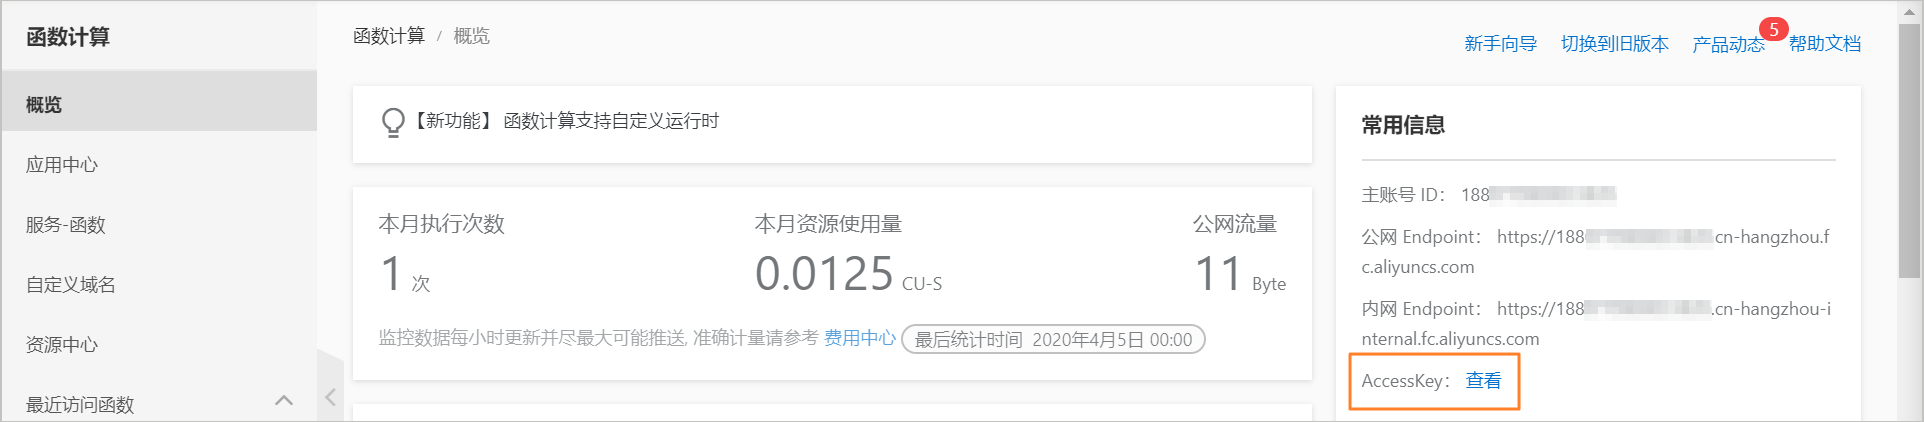 函数计算
概览
应用中心
服务-函数
自定义域名
资源中心
最近访问函数
函数计算 / 概览
新手向导 切换到旧版本 产品动态 5 帮助文档
【新功能】 函数计算支持自定义运行时
本月执行次数
1 次
本月资源使用量
0.0125 CU-S
公网流量
11 Byte
监控数据每小时更新并尽最大可能推送, 准确计量请参考 费用中心 最后统计时间 2020年4月5日 00:00
常用信息
主账号 ID： 188
公网 Endpoint： https://188 .cn-hangzhou.f
c.aliyuncs.com
内网 Endpoint： https://188 .cn-hangzhou-i
nternal.fc.aliyuncs.com
AccessKey： 查看